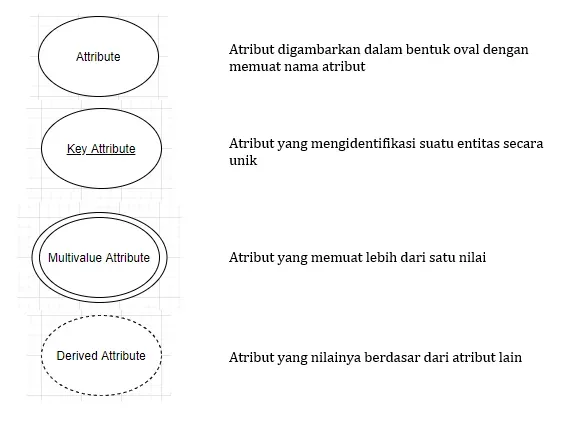 Attribute
Atribut digambarkan dalam bentuk oval dengan
memuat nama atribut
Key Attribute
Atribut yang mengidentifikasi suatu entitas secara
unik
Multivalue Attribute
Atribut yang memuat lebih dari satu nilai
Derived Attribute
Atribut yang nilainya berdasar dari atribut lain